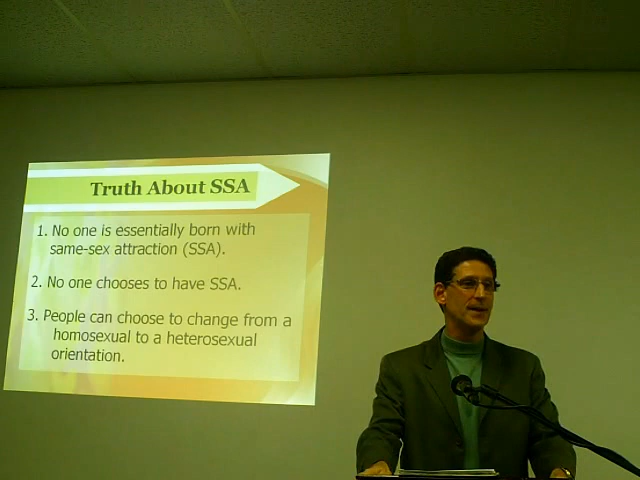 Truth About SSA
1. No one is essentially born with
same-sex attraction (SSA).
2. No one chooses to have SSA.
3. People can choose to change from a
homosexual to a heterosexual
orientation.